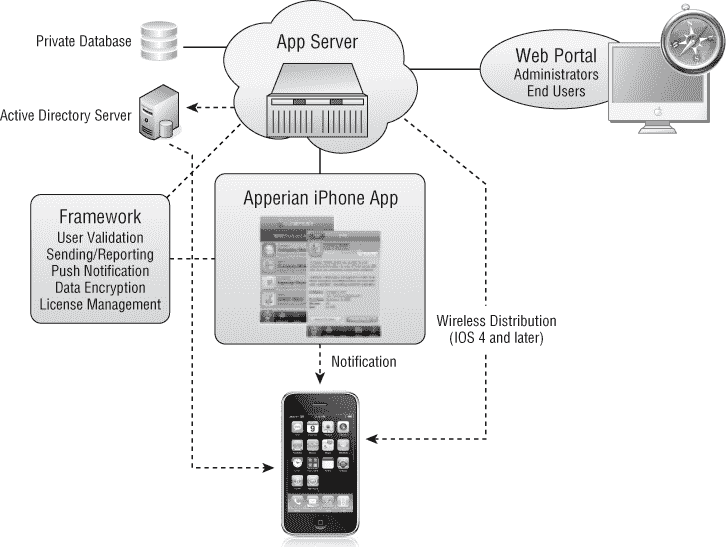 Private Database
App Server
Web Portal
Administrators
End Users
Active Directory Server
Framework
User Validation
Sending/Reporting
Push Notification
Data Encryption
License Management
Apperian iPhone App
Wireless Distribution
(IOS 4 and later)
Notification